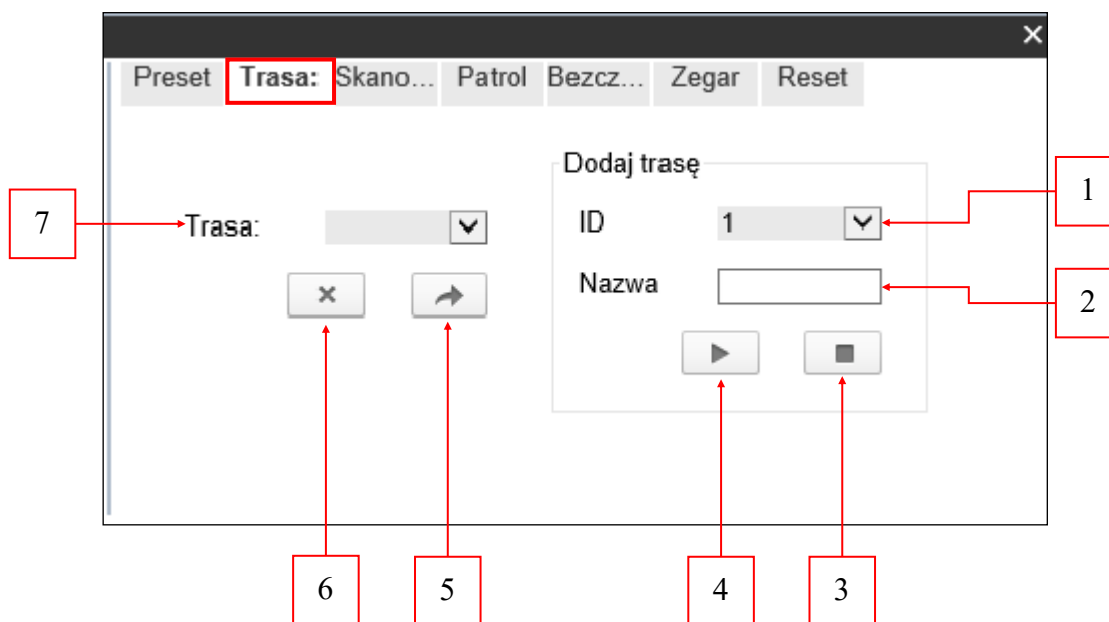 Preset Trasa: Skano... Patrol Bezcz... Zegar Reset
Dodaj trasę
1
7
Trasa:
ID 1
Nazwa
2
6 5 4 3